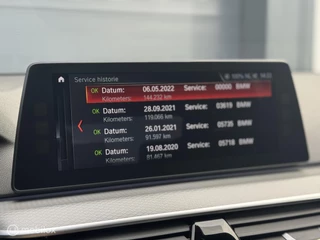 Service historie
OK Datum: 06.05.2022 Service: 00000 BMW
Kilometers: 144.232 km
OK Datum: 28.09.2021 Service: 03619 BMW
Kilometers: 119.066 km
OK Datum: 26.01.2021 Service: 05735 BMW
Kilometers: 91.597 km
OK Datum: 19.08.2020 Service: 05718 BMW
Kilometers: 81.467 km